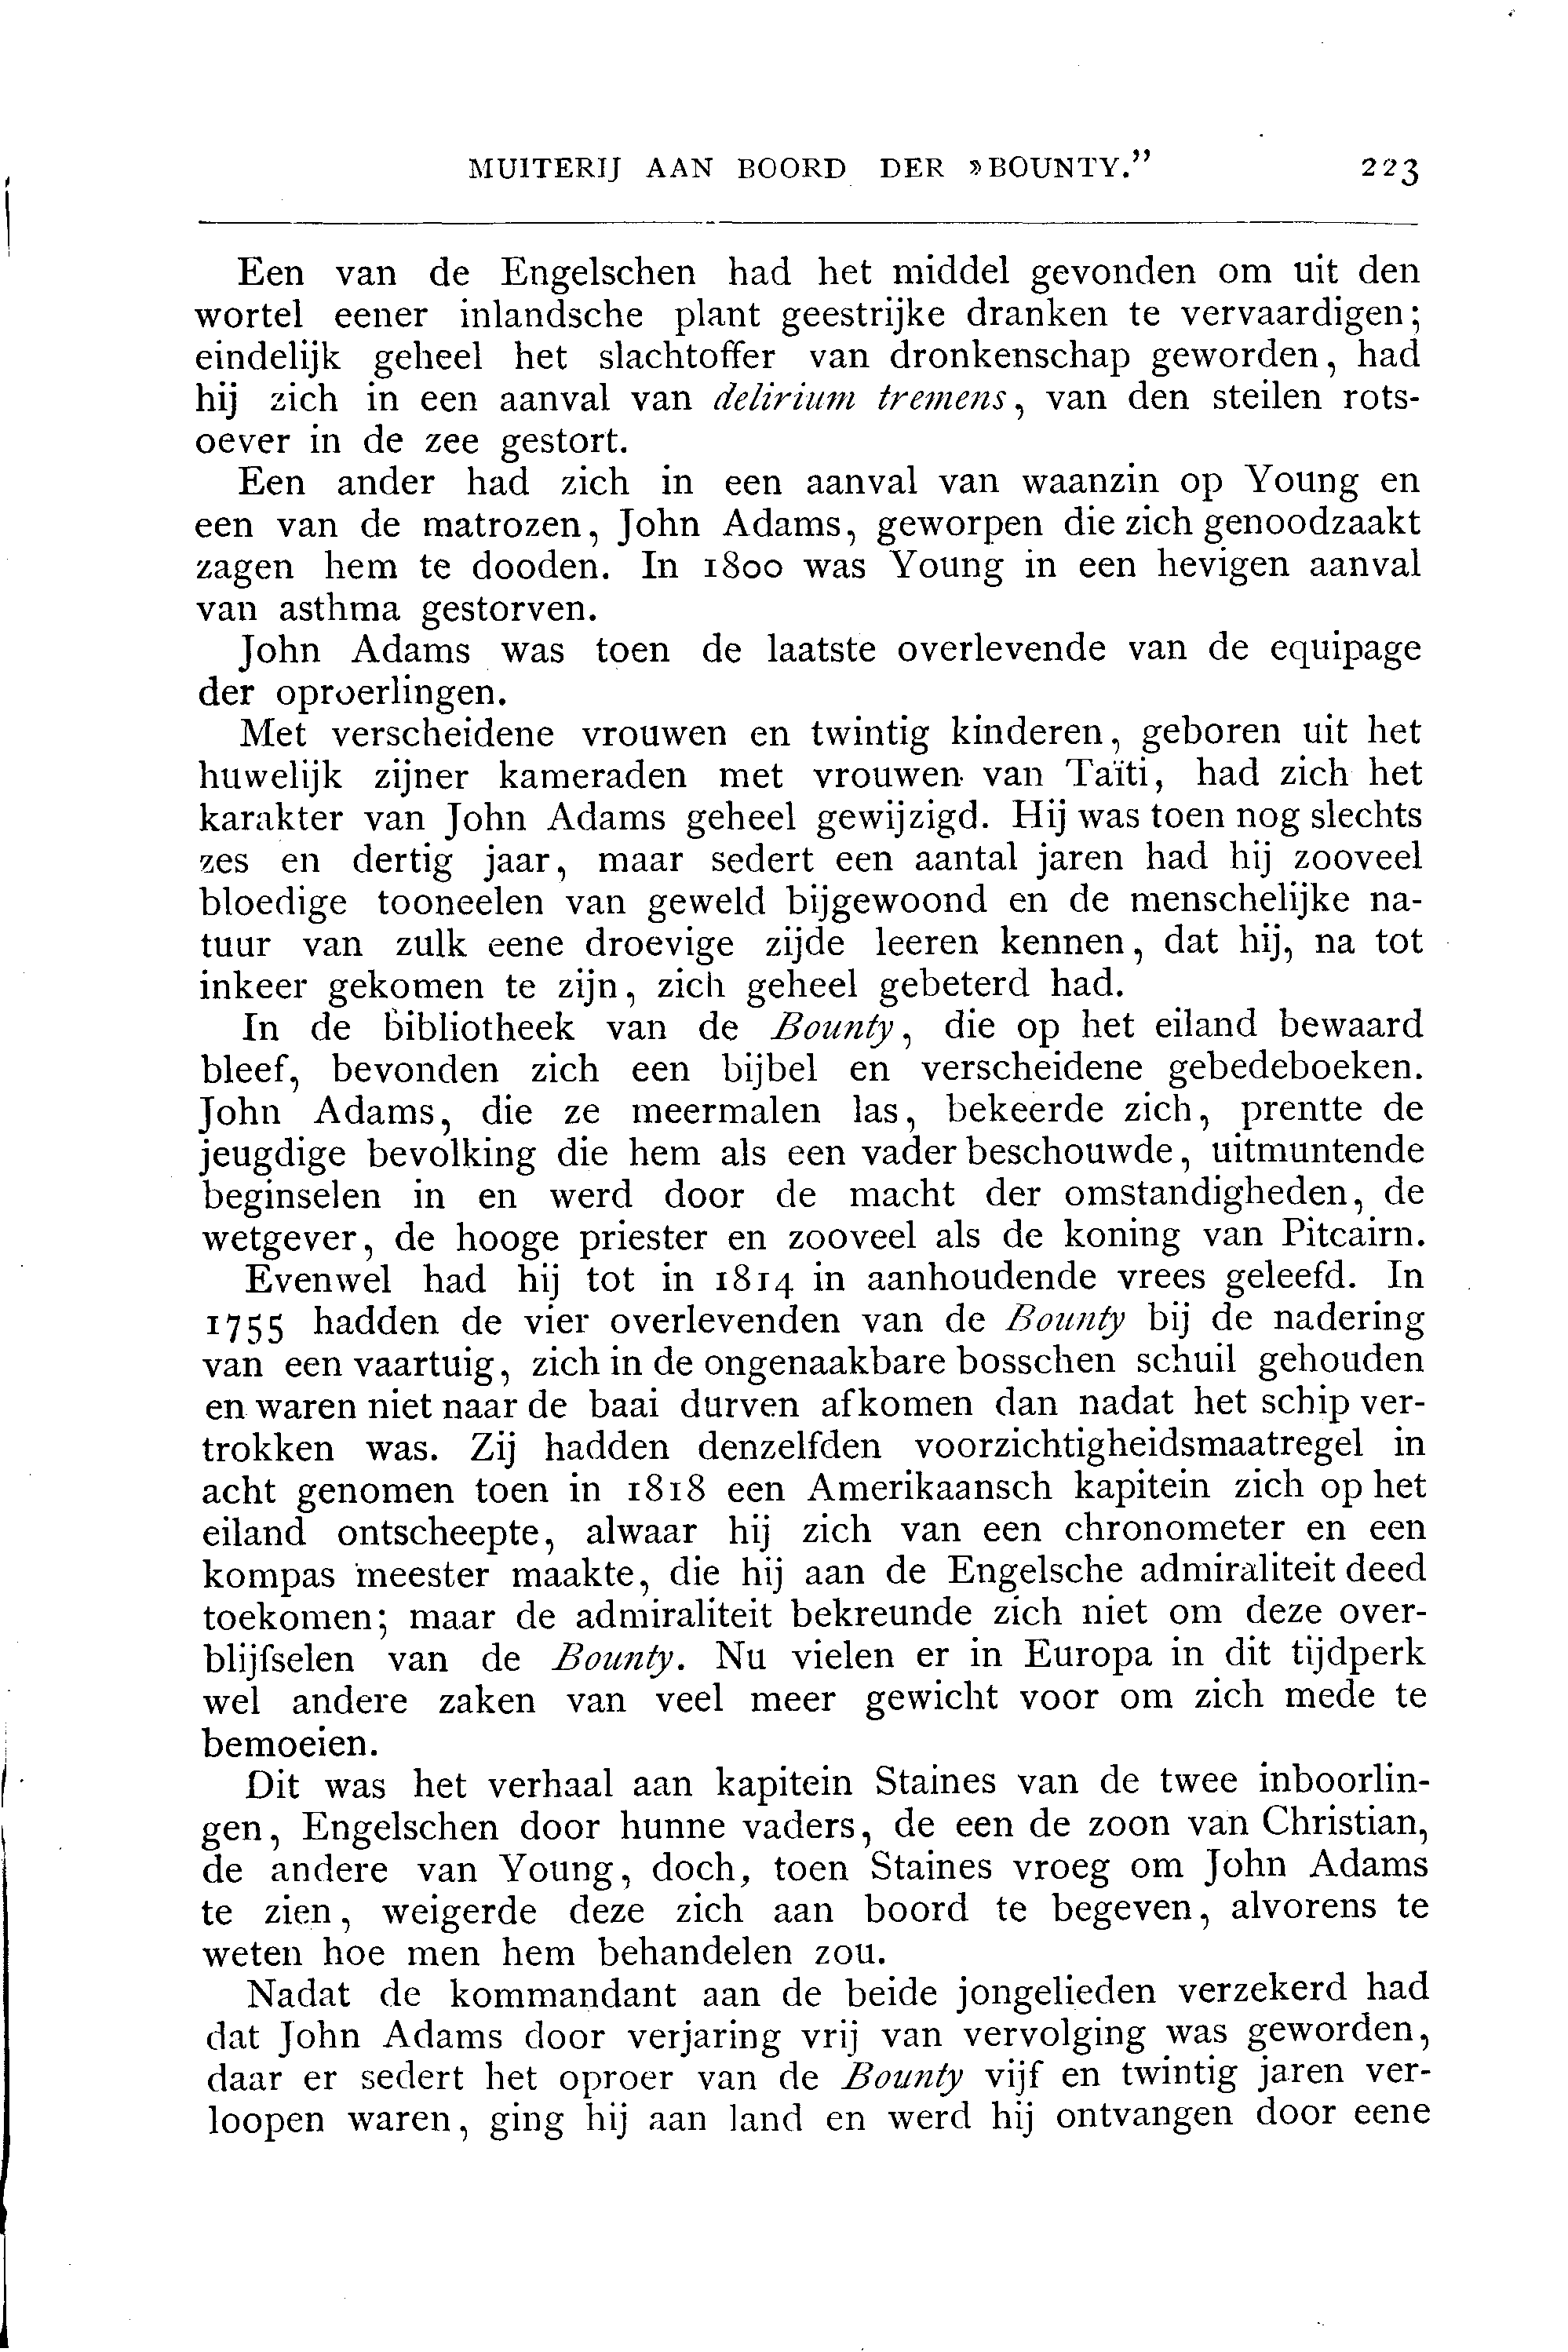 MUITERIJ AAN BOORD DER »BOUNTY.” 223
Een van de Engelschen had het middel gevonden om uit den
wortel eener inlandsche plant geestrijke dranken te vervaardigen;
eindelijk geheel het slachtoffer van dronkenschap geworden, had
hij zich in een aanval van delirium tremens, van den steilen rots-
oever in de zee gestort.
Een ander had zich in een aanval van waanzin op Young en
een van de matrozen, John Adams, geworpen die zich genoodzaakt
zagen hem te dooden. In 1800 was Young in een hevigen aanval
van asthma gestorven.
John Adams was toen de laatste overlevende van de equipage
der oproerlingen.
Met verscheidene vrouwen en twintig kinderen, geboren uit het
huwelijk zijner kameraden met vrouwen van Taïti, had zich het
karakter van John Adams geheel gewijzigd. Hij was toen nog slechts
zes en dertig jaar, maar sedert een aantal jaren had hij zooveel
bloedige tooneelen van geweld bijgewoond en de menschelijke na-
tuur van zulk eene droevige zijde leeren kennen, dat hij, na tot
inkeer gekomen te zijn, zich geheel gebeterd had.
In de bibliotheek van de Bounty, die op het eiland bewaard
bleef, bevonden zich een bijbel en verscheidene gebedeboeken.
John Adams, die ze meermalen las, bekeerde zich, prentte de
jeugdige bevolking die hem als een vader beschouwde, uitmuntende
beginselen in en werd door de macht der omstandigheden, de
wetgever, de hooge priester en zooveel als de koning van Pitcairn.
Evenwel had hij tot in 1814 in aanhoudende vrees geleefd. In
1755 hadden de vier overlevenden van de Bounty bij de nadering
van een vaartuig, zich in de ongenaakbare bosschen schuil gehouden
en waren niet naar de baai durven afkomen dan nadat het schip ver-
trokken was. Zij hadden denzelfden voorzichtigheidsmaatregel in
acht genomen toen in 1818 een Amerikaansch kapitein zich op het
eiland ontscheepte, alwaar hij zich van een chronometer en een
kompas meester maakte, die hij aan de Engelsche admiraliteit deed
toekomen; maar de admiraliteit bekreunde zich niet om deze over-
blijfselen van de Bounty. Nu vielen er in Europa in dit tijdperk
wel andere zaken van veel meer gewicht voor om zich mede te
bemoeien.
Dit was het verhaal aan kapitein Staines van de twee inboorlin-
gen, Engelschen door hunne vaders, de een de zoon van Christian,
de andere van Young, doch, toen Staines vroeg om John Adams
te zien, weigerde deze zich aan boord te begeven, alvorens te
weten hoe men hem behandelen zou.
Nadat de kommandant aan de beide jongelieden verzekerd had
dat John Adams door verjaring vrij van vervolging was geworden,
daar er sedert het oproer van de Bounty vijf en twintig jaren ver-
loopen waren, ging hij aan land en werd hij ontvangen door eene